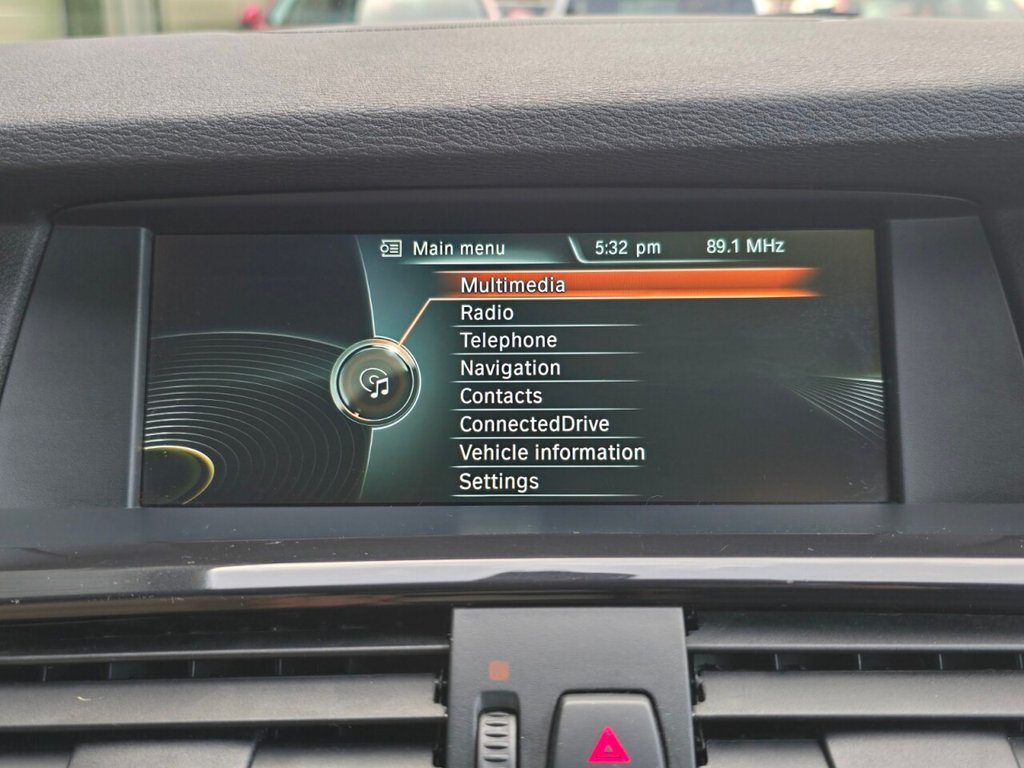 Main menu 5:32 pm 89.1 MHz
Multimedia
Radio
Telephone
Navigation
Contacts
ConnectedDrive
Vehicle information
Settings